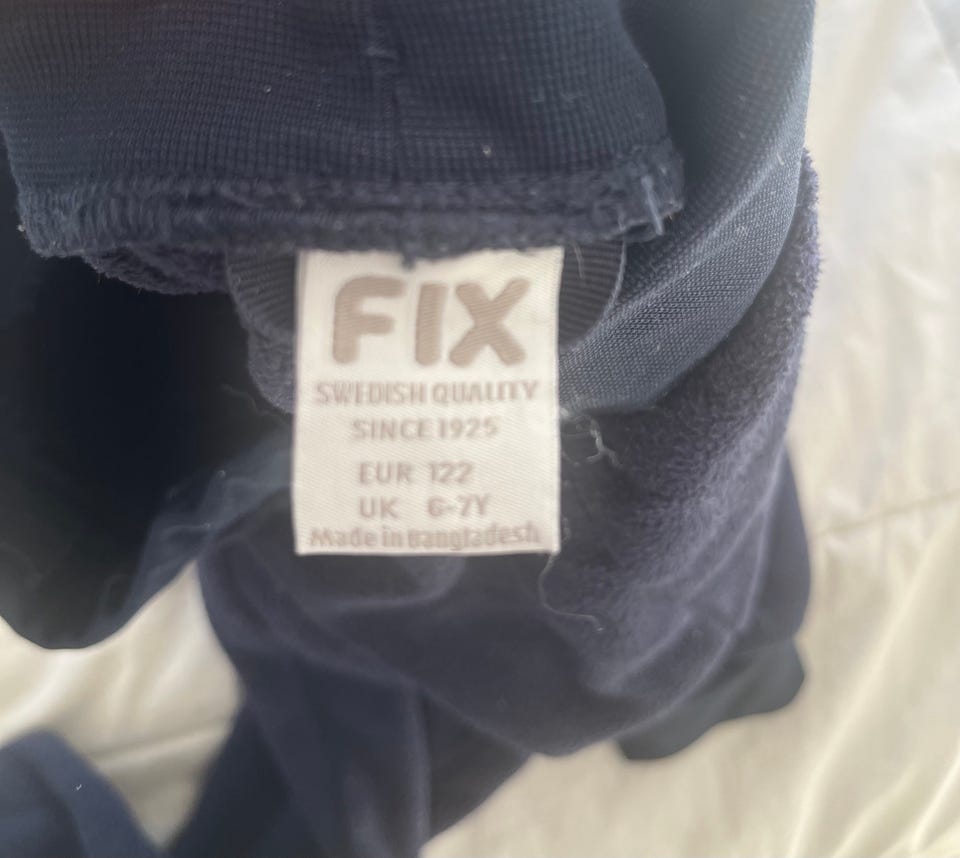 FIX
SWEDISH QUALITY
SINCE 1925
EUR 122
UK 6-7Y
Made in Bangladesh